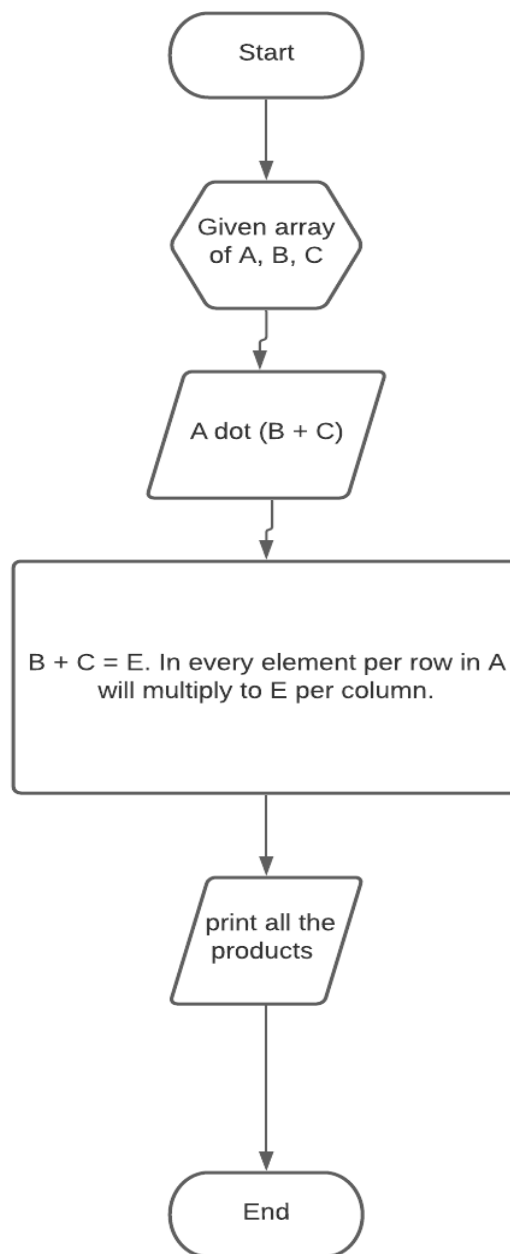 Start
Given array
of A, B, C
A dot (B + C)
B + C = E. In every element per row in A
will multiply to E per column.
print all the
products
End